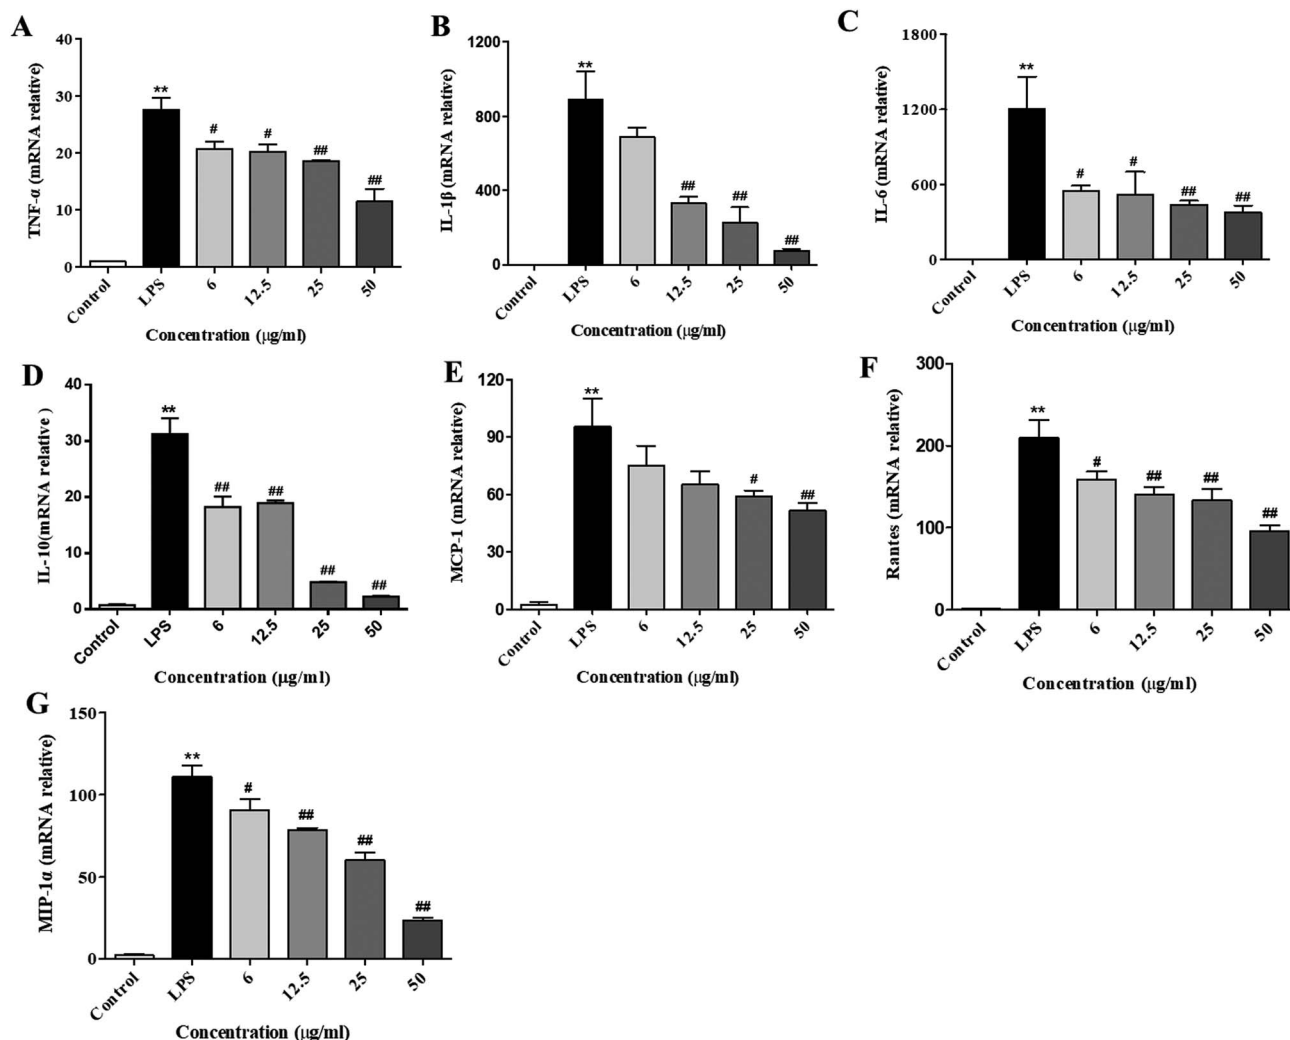 A
TNF-α (mRNA relative)
40
30
20
10
0
**
#
#
##
##
Control
LPS
6
12.5
25
50
Concentration (μg/ml)
B
IL-1β (mRNA relative)
1200
800
400
0
**
##
##
##
Control
LPS
6
12.5
25
50
Concentration (μg/ml)
C
IL-6 (mRNA relative)
1800
1200
600
0
**
#
#
##
##
Control
LPS
6
12.5
25
50
Concentration (μg/ml)
D
IL-10(mRNA relative )
40
30
20
10
0
**
##
##
##
##
Control
LPS
6
12.5
25
50
Concentration (μg/ml)
E
MCP-1 (mRNA relative)
120
90
60
30
0
**
#
##
Control
LPS
6
12.5
25
50
Concentration (μg/ml)
F
Rantes (mRNA relative)
300
200
100
0
**
#
##
##
##
Control
LPS
6
12.5
25
50
Concentration (μg/ml)
G
MIP-1α (mRNA relative)
150
100
50
0
**
#
##
##
##
Control
LPS
6
12.5
25
50
Concentration (μg/ml)